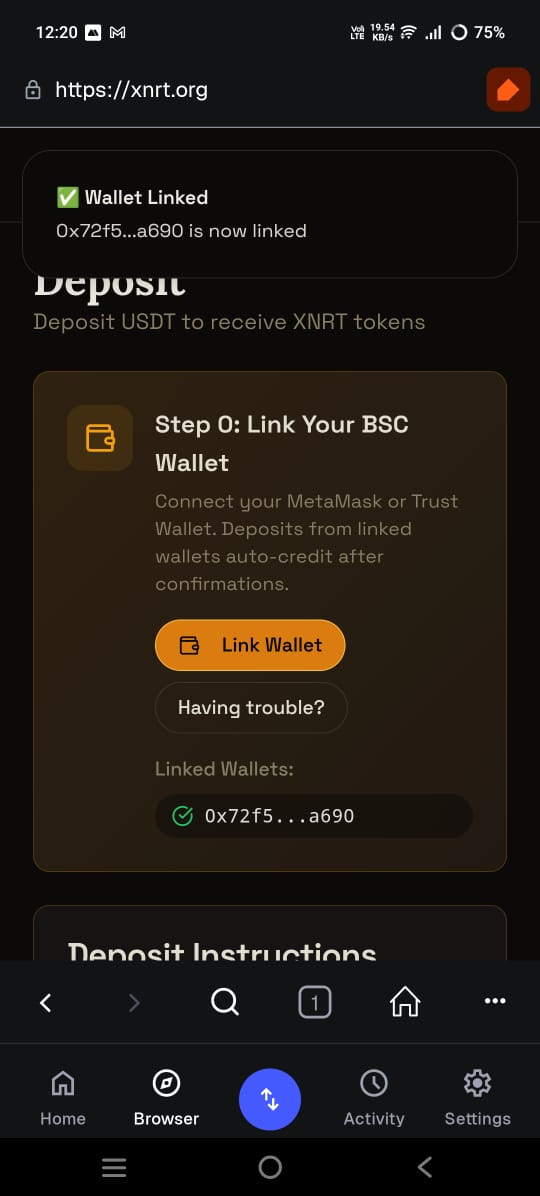 12:20
VoLTE 19.54 KB/s 75%
https://xnrt.org
✅ Wallet Linked
0x72f5...a690 is now linked
Deposit
Deposit USDT to receive XNRT tokens
Step 0: Link Your BSC
Wallet
Connect your MetaMask or Trust
Wallet. Deposits from linked
wallets auto-credit after
confirmations.
Link Wallet
Having trouble?
Linked Wallets:
0x72f5...a690
Deposit Instructions
1
Home Browser Activity Settings